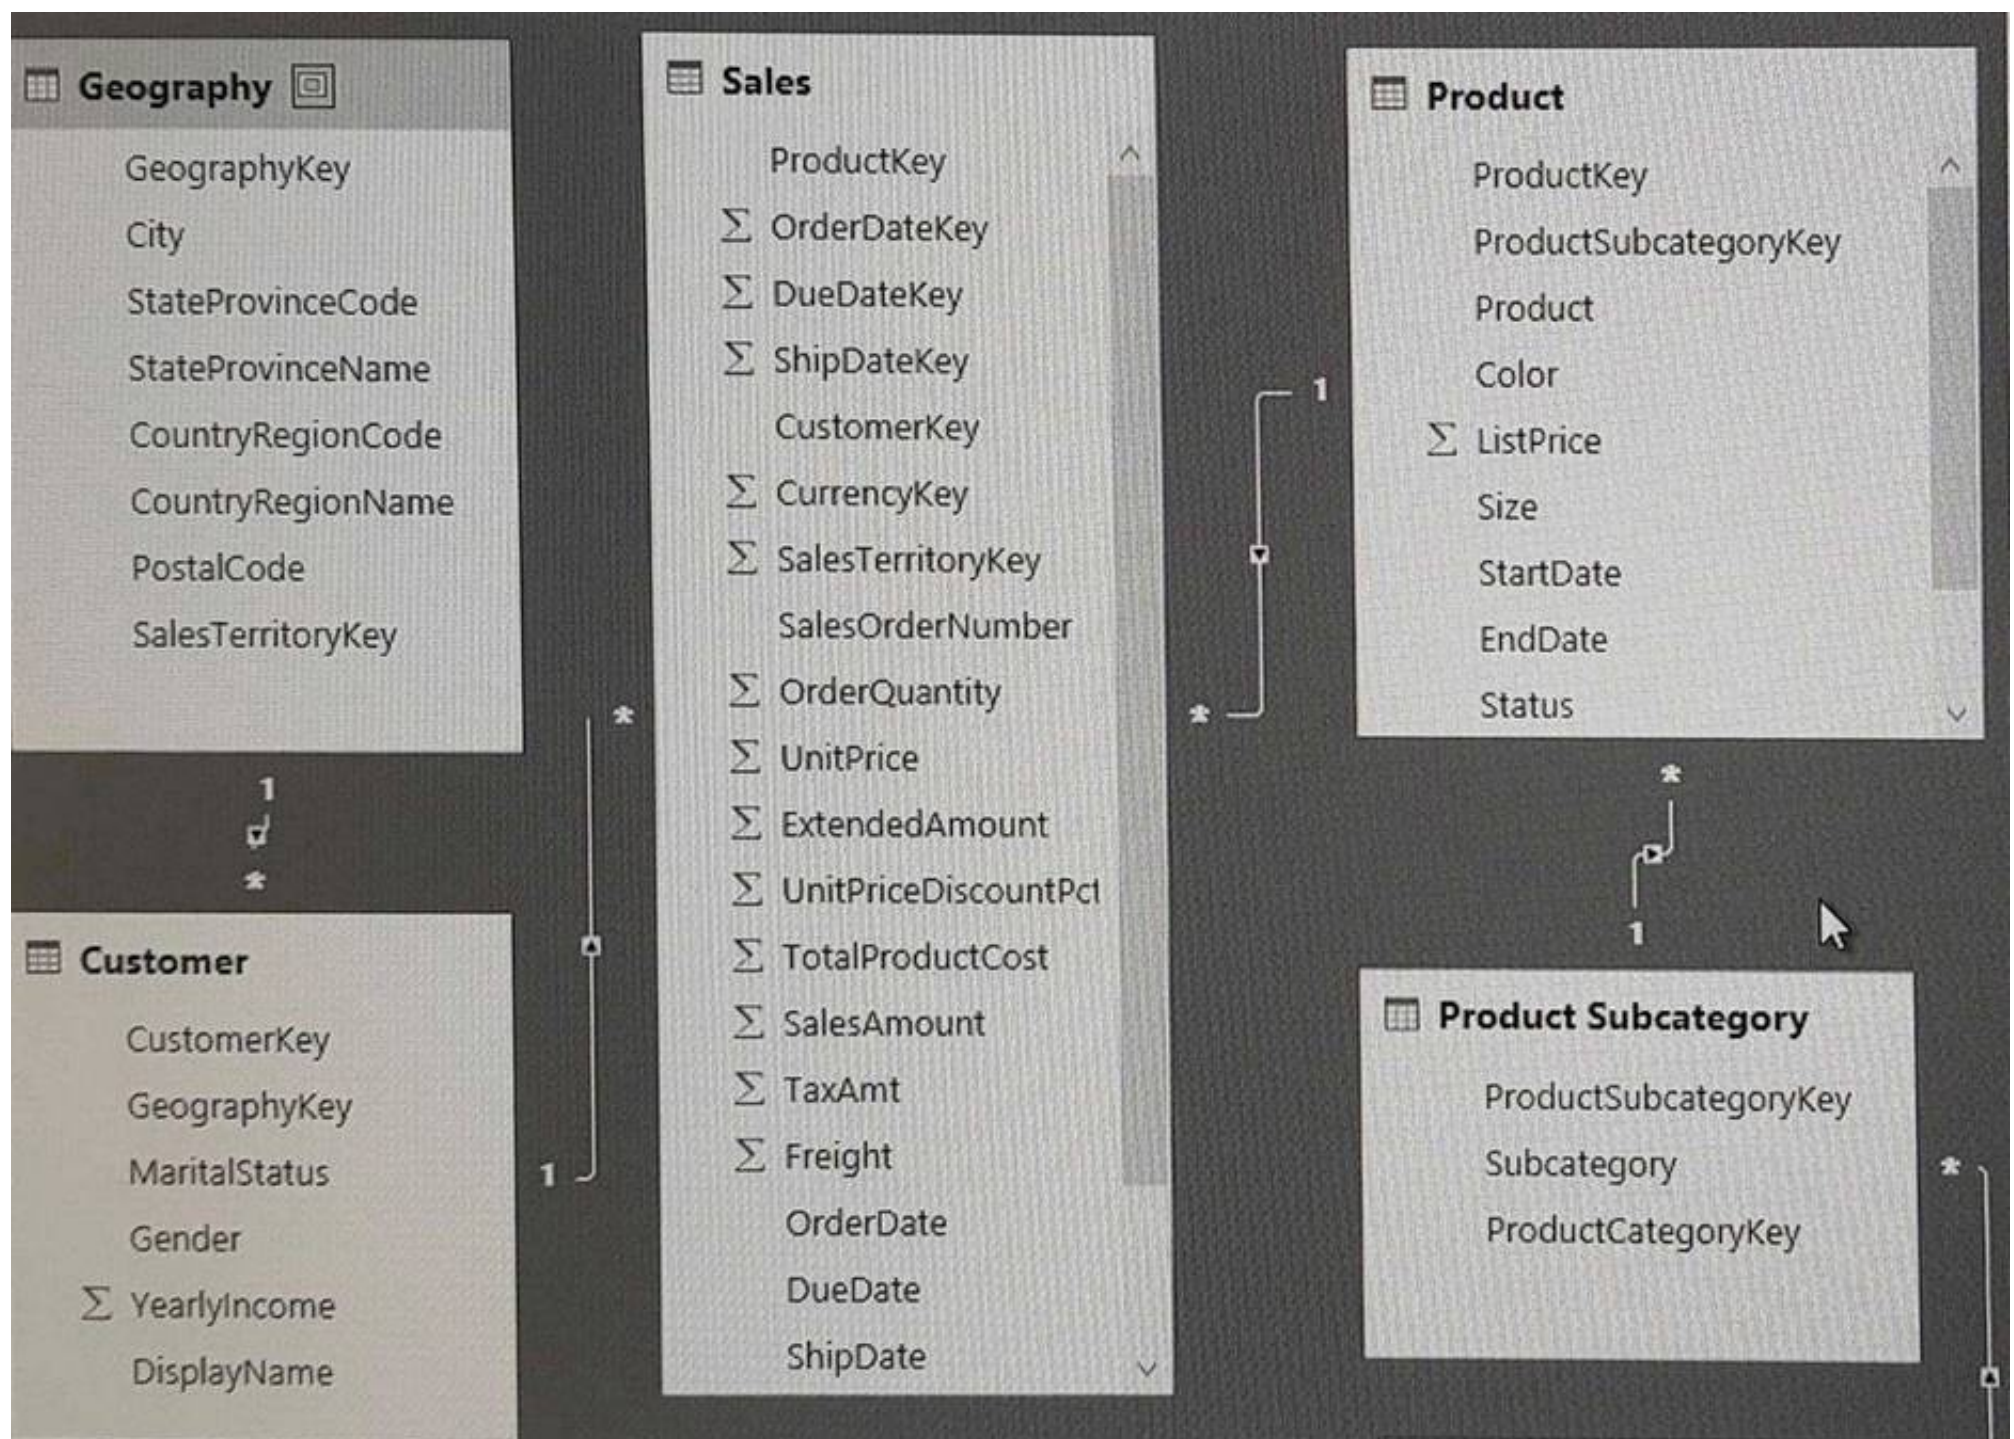 Geography
GeographyKey
City
StateProvinceCode
StateProvinceName
CountryRegionCode
CountryRegionName
PostalCode
SalesTerritoryKey
1
*
Customer
CustomerKey
GeographyKey
MaritalStatus
Gender
Σ YearlyIncome
DisplayName
1
*
Sales
ProductKey
Σ OrderDateKey
Σ DueDateKey
Σ ShipDateKey
CustomerKey
Σ CurrencyKey
Σ SalesTerritoryKey
SalesOrderNumber
Σ OrderQuantity
Σ UnitPrice
Σ ExtendedAmount
Σ UnitPriceDiscountPct
Σ TotalProductCost
Σ SalesAmount
Σ TaxAmt
Σ Freight
OrderDate
DueDate
ShipDate
*
1
Product
ProductKey
ProductSubcategoryKey
Product
Color
Σ ListPrice
Size
StartDate
EndDate
Status
*
1
Product Subcategory
ProductSubcategoryKey
Subcategory
ProductCategoryKey
*